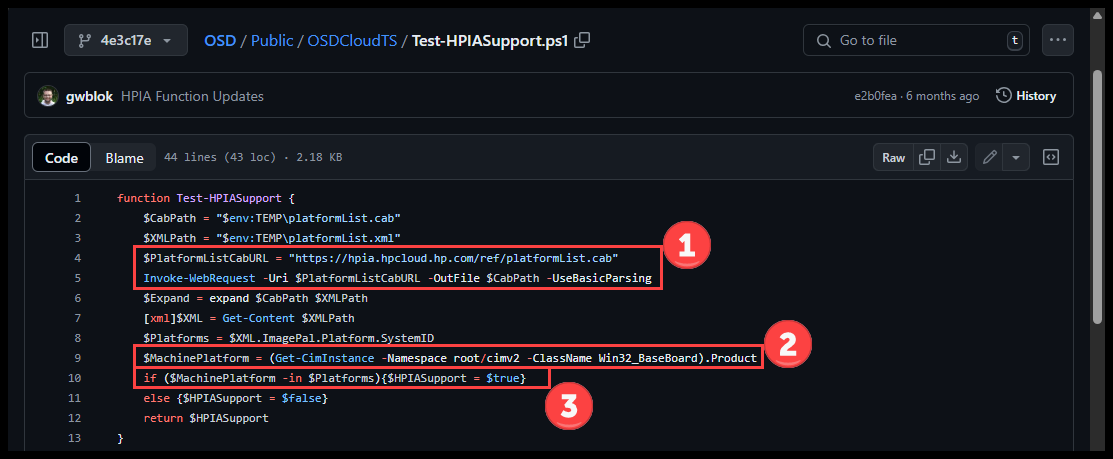 4e3c17e OSD / Public / OSDCloudTS / Test-HPIASupport.ps1 Go to file t
gwblok HPIA Function Updates e2b0fea · 6 months ago History
Code Blame 44 lines (43 loc) · 2.18 KB Raw
1 function Test-HPIASupport {
2 $CabPath = "$env:TEMP\platformList.cab"
3 $XMLPath = "$env:TEMP\platformList.xml"
4 $PlatformListCabURL = "https://hpia.hpcloud.hp.com/ref/platformList.cab"
1
5 Invoke-WebRequest -Uri $PlatformListCabURL -OutFile $CabPath -UseBasicParsing
6 $Expand = expand $CabPath $XMLPath
7 [xml]$XML = Get-Content $XMLPath
8 $Platforms = $XML.ImagePal.Platform.SystemID
9 $MachinePlatform = (Get-CimInstance -Namespace root/cimv2 -ClassName Win32_BaseBoard).Product
2
10 if ($MachinePlatform -in $Platforms){$HPIASupport = $true}
3
11 else {$HPIASupport = $false}
12 return $HPIASupport
13 }